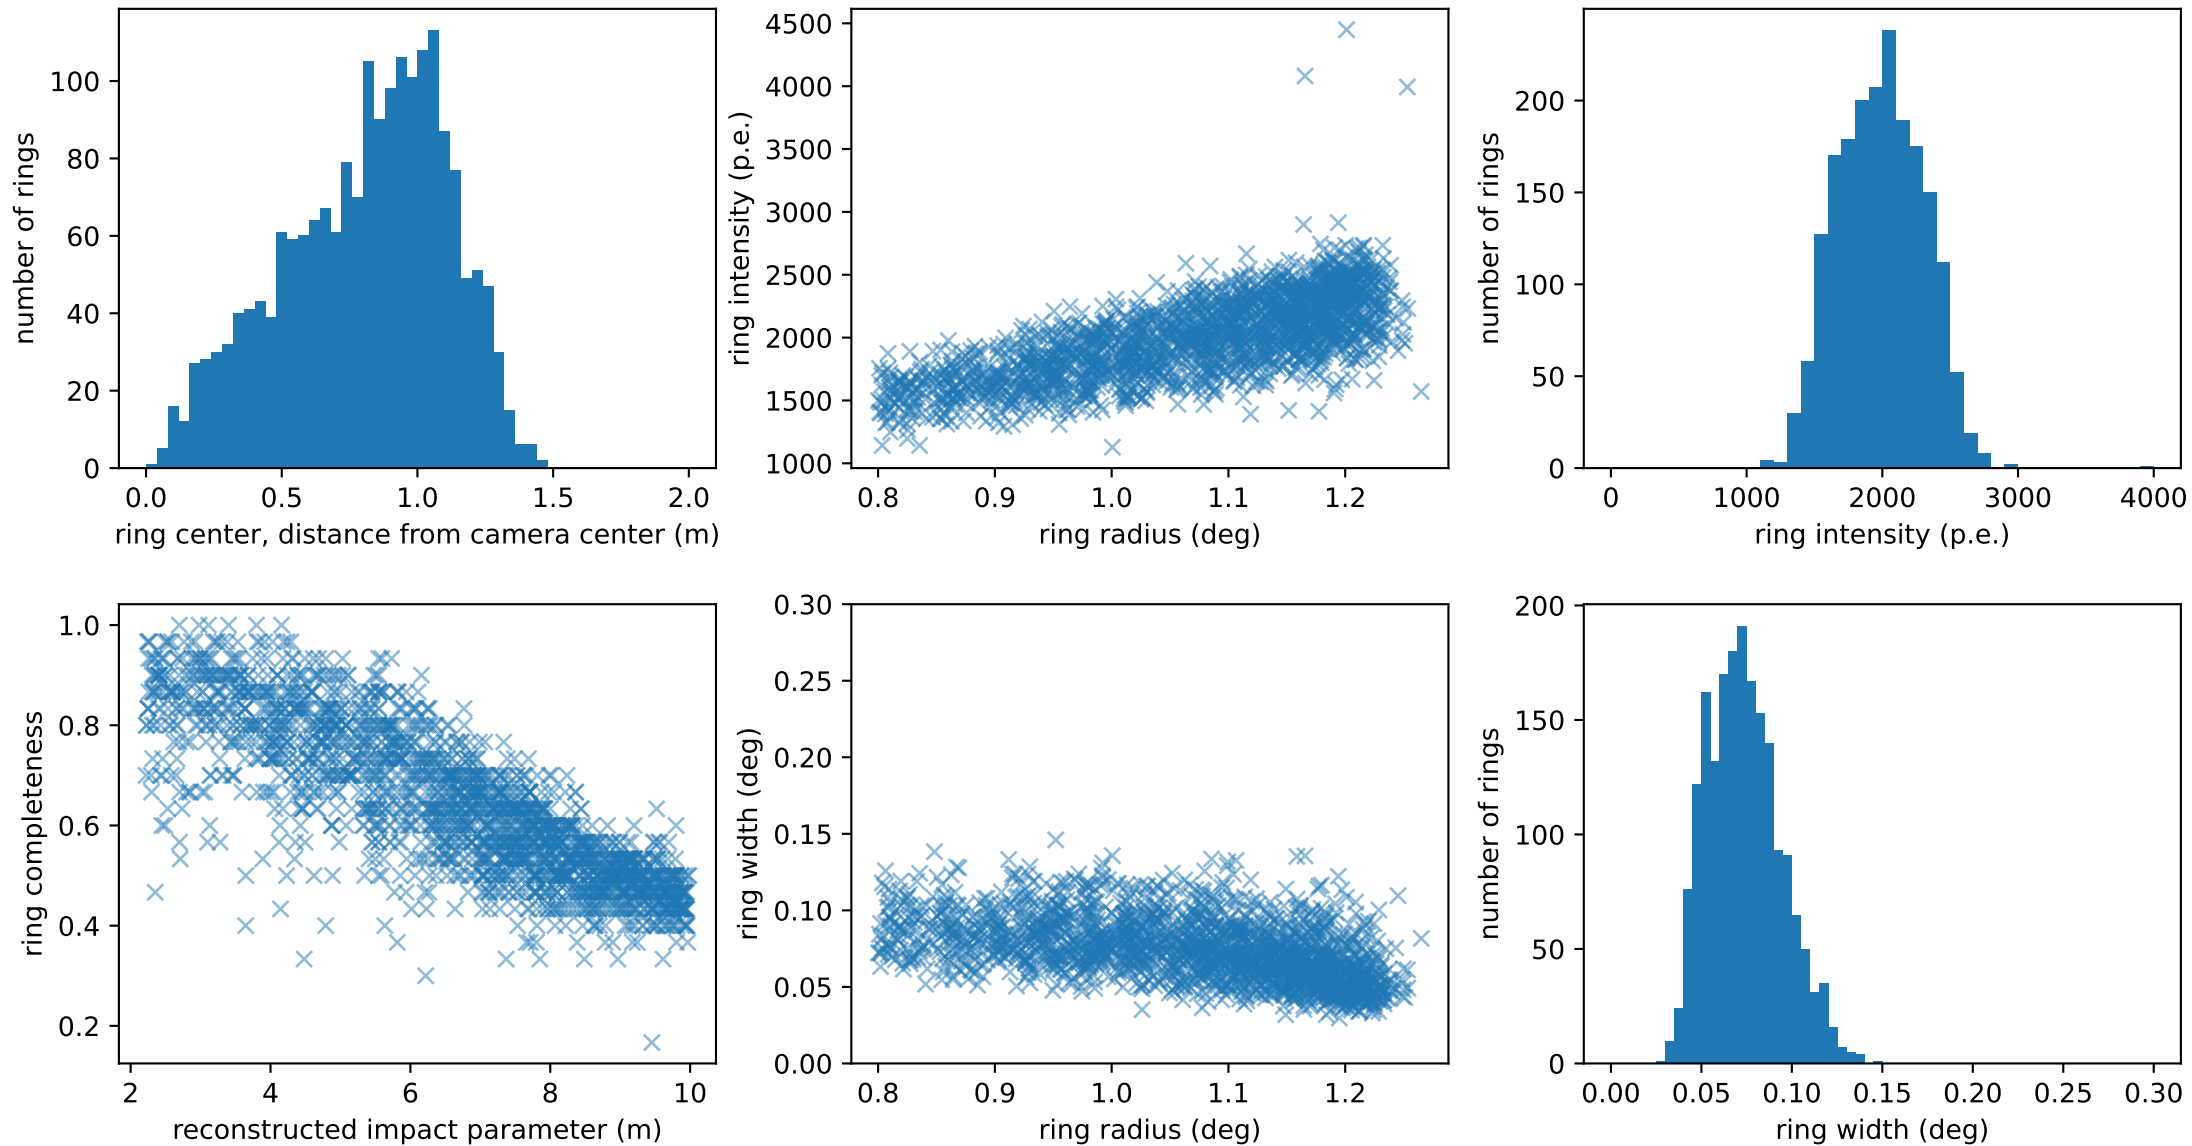 number of rings
100
80
60
40
20
0
0.0 0.5 1.0 1.5 2.0
ring center, distance from camera center (m)
ring intensity (p.e.)
4500
4000
3500
3000
2500
2000
1500
1000
0.8 0.9 1.0 1.1 1.2
ring radius (deg)
number of rings
200
150
100
50
0
0 1000 2000 3000 4000
ring intensity (p.e.)
ring completeness
1.0
0.8
0.6
0.4
0.2
2 4 6 8 10
reconstructed impact parameter (m)
ring width (deg)
0.30
0.25
0.20
0.15
0.10
0.05
0.00
0.8 0.9 1.0 1.1 1.2
ring radius (deg)
number of rings
200
150
100
50
0
0.00 0.05 0.10 0.15 0.20 0.25 0.30
ring width (deg)